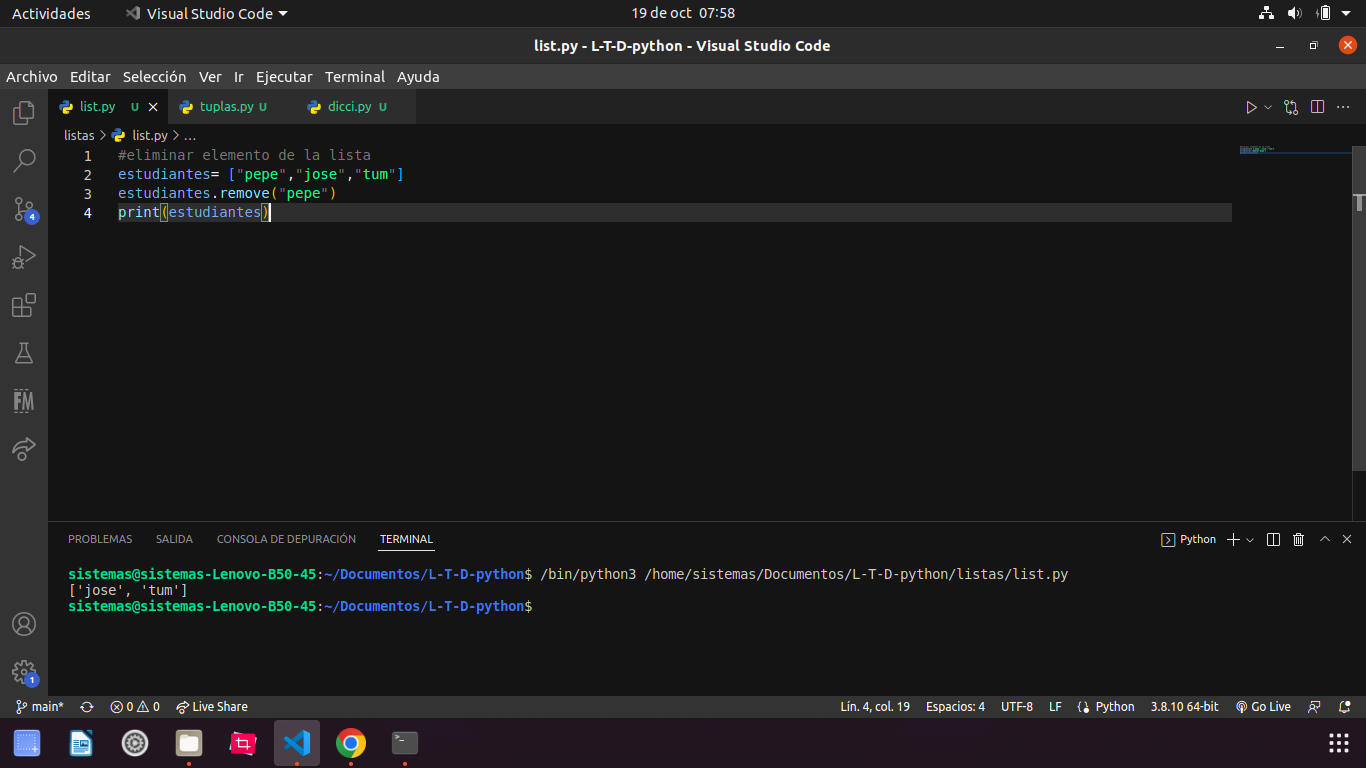 Actividades Visual Studio Code 19 de oct 07:58
list.py - L-T-D-python - Visual Studio Code
Archivo Editar Selección Ver Ir Ejecutar Terminal Ayuda
list.py U tuplas.py U dicci.py U
listas > list.py > ...
1 #eliminar elemento de la lista
2 estudiantes= ["pepe","jose","tum"]
3 estudiantes.remove("pepe")
4 print(estudiantes)
4
FM
PROBLEMAS SALIDA CONSOLA DE DEPURACIÓN TERMINAL Python
sistemas@sistemas-Lenovo-B50-45:~/Documentos/L-T-D-python$ /bin/python3 /home/sistemas/Documentos/L-T-D-python/listas/list.py
['jose', 'tum']
sistemas@sistemas-Lenovo-B50-45:~/Documentos/L-T-D-python$
1
main* 0 0 Live Share Lín. 4, col. 19 Espacios: 4 UTF-8 LF Python 3.8.10 64-bit Go Live